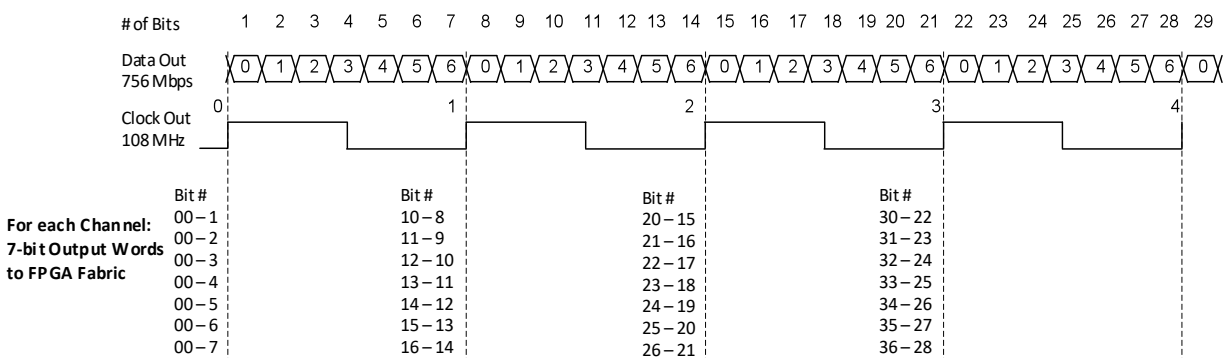 # of Bits 1 2 3 4 5 6 7 8 9 10 11 12 13 14 15 16 17 18 19 20 21 22 23 24 25 26 27 28 29
Data Out
756 Mbps
0 1 2 3 4 5 6 0 1 2 3 4 5 6 0 1 2 3 4 5 6 0 1 2 3 4 5 6 0
0 1 2 3 4
Clock Out
108 MHz
For each Channel:
7-bit Output Words
to FPGA Fabric
Bit #
00 – 1
00 – 2
00 – 3
00 – 4
00 – 5
00 – 6
00 – 7
Bit #
10 – 8
11 – 9
12 – 10
13 – 11
14 – 12
15 – 13
16 – 14
Bit #
20 – 15
21 – 16
22 – 17
23 – 18
24 – 19
25 – 20
26 – 21
Bit #
30 – 22
31 – 23
32 – 24
33 – 25
34 – 26
35 – 27
36 – 28